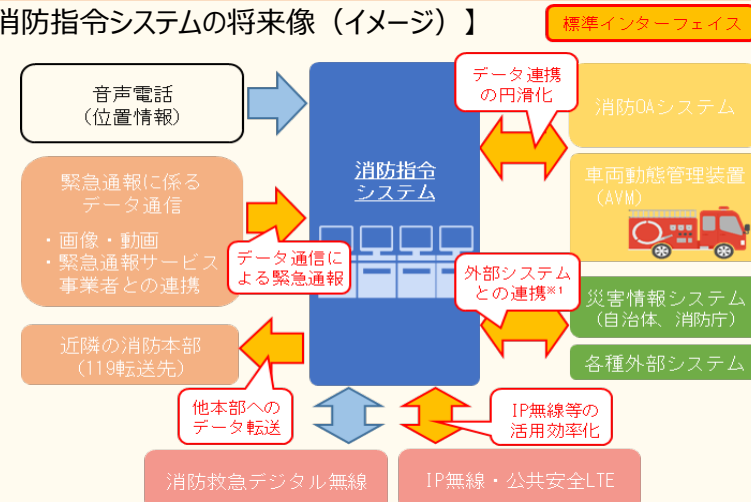 消防指令システムの将来像（イメージ）】
標準インターフェイス
音声電話
（位置情報）
緊急通報に係る
データ通信
・画像・動画
・緊急通報サービス
事業者との連携
近隣の消防本部
（119転送先）
データ通信に
よる緊急通報
他本部への
データ転送
消防指令
システム
データ連携
の円滑化
外部システム
との連携※1
IP無線等の
活用効率化
消防OAシステム
車両動態管理装置
（AVM）
災害情報システム
（自治体、消防庁）
各種外部システム
消防救急デジタル無線
IP無線・公共安全LTE